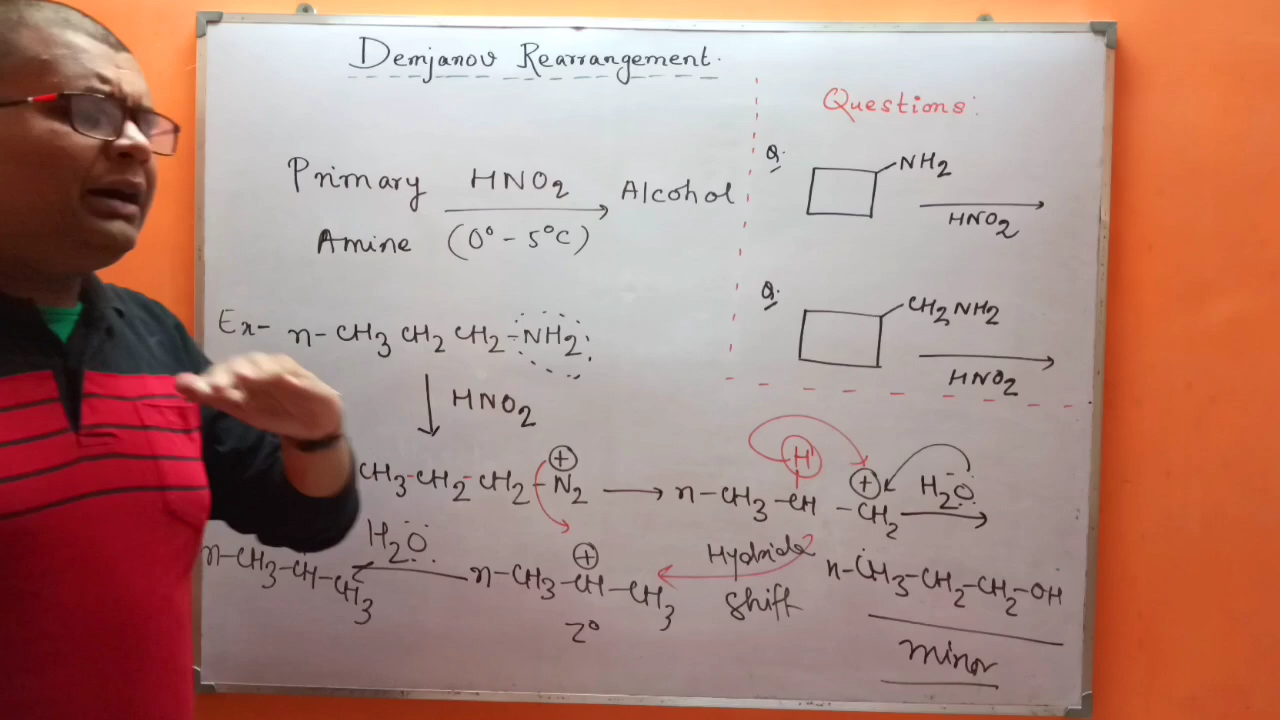 Demjanov Rearrangement.
Primary HNO2 Alcohol
Amine (0° - 5°C)
Ex- n-CH3 CH2 CH2-NH2
HNO2
CH3-CH2-CH2-N2 ⊕
n-CH3-CH-CH2 ⊕
H
H2O
Hydride
Shift
n-CH3-CH2-CH2-OH
minor
n-CH3-CH-CH3 ⊕
2°
H2O
n-CH3-CH-CH3
Questions:
Q. NH2
HNO2
Q. CH2NH2
HNO2